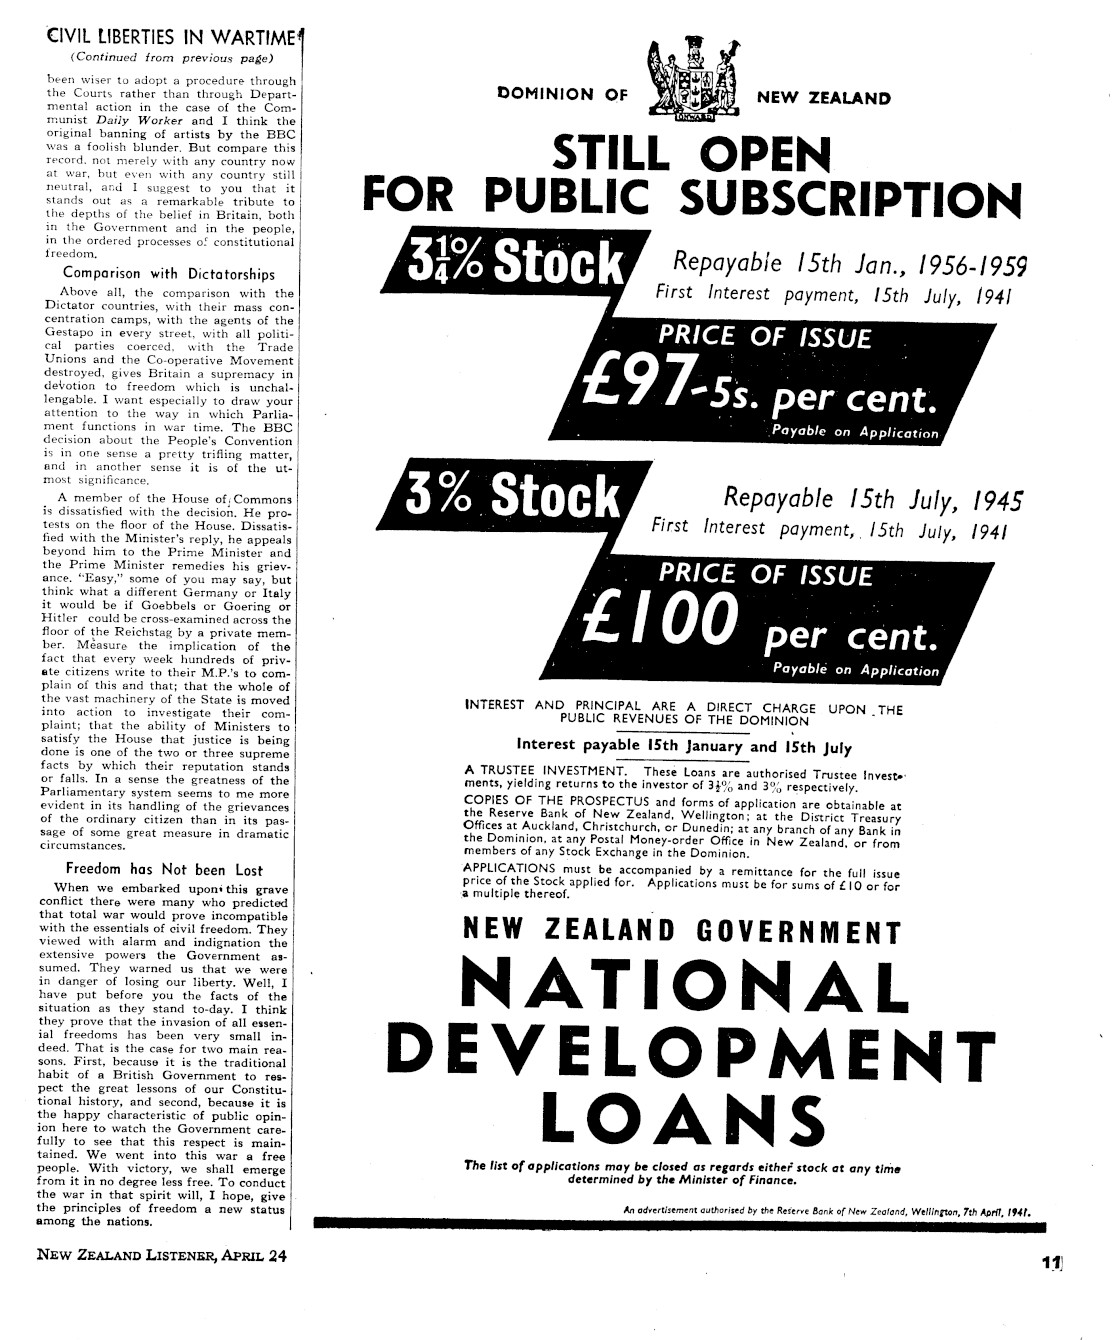 CIVIL LIBERTIES IN WARTIME
(Continued from previous page)
been wiser to adopt a procedure through
the Courts rather than through Depart-
mental action in the case of the Com-
munist Daily Worker and I think the
original banning of artists by the BBC
was a foolish blunder. But compare this
record, not merely with any country now
at war, but even with any country still
neutral, and I suggest to you that it
stands out as a remarkable tribute to
the depths of the belief in Britain, both
in the Government and in the people,
in the ordered processes of constitutional
freedom.
Comparison with Dictatorships
Above all, the comparison with the
Dictator countries, with their mass con-
centration camps, with the agents of the
Gestapo in every street, with all politi-
cal parties coerced, with the Trade
Unions and the Co-operative Movement
destroyed, gives Britain a supremacy in
devotion to freedom which is unchal-
lengable. I want especially to draw your
attention to the way in which Parlia-
ment functions in war time. The BBC
decision about the People's Convention
is in one sense a pretty trifling matter,
and in another sense it is of the ut-
most significance.
A member of the House of Commons
is dissatisfied with the decision. He pro-
tests on the floor of the House. Dissatis-
fied with the Minister's reply, he appeals
beyond him to the Prime Minister and
the Prime Minister remedies his griev-
ance. "Easy," some of you may say, but
think what a different Germany or Italy
it would be if Goebbels or Goering or
Hitler could be cross-examined across the
floor of the Reichstag by a private mem-
ber. Measure the implication of the
fact that every week hundreds of priv-
ate citizens write to their M.P.'s to com-
plain of this and that; that the whole of
the vast machinery of the State is moved
into action to investigate their com-
plaint; that the ability of Ministers to
satisfy the House that justice is being
done is one of the two or three supreme
facts by which their reputation stands
or falls. In a sense the greatness of the
Parliamentary system seems to me more
evident in its handling of the grievances
of the ordinary citizen than in its pas-
sage of some great measure in dramatic
circumstances.
Freedom has Not been Lost
When we embarked upon this grave
conflict there were many who predicted
that total war would prove incompatible
with the essentials of civil freedom. They
viewed with alarm and indignation the
extensive powers the Government as-
sumed. They warned us that we were
in danger of losing our liberty. Well, I
have put before you the facts of the
situation as they stand to-day. I think
they prove that the invasion of all essen-
ial freedoms has been very small in-
deed. That is the case for two main rea-
sons. First, because it is the traditional
habit of a British Government to res-
pect the great lessons of our Constitu-
tional history, and second, because it is
the happy characteristic of public opin-
ion here to watch the Government care-
fully to see that this respect is main-
tained. We went into this war a free
people. With victory, we shall emerge
from it in no degree less free. To conduct
the war in that spirit will, I hope, give
the principles of freedom a new status
among the nations.
DOMINION OF NEW ZEALAND
ONWARD
STILL OPEN
FOR PUBLIC SUBSCRIPTION
3¼% Stock
Repayable 15th Jan., 1956-1959
First Interest payment, 15th July, 1941
PRICE OF ISSUE
£97-5s. per cent.
Payable on Application
3% Stock
Repayable 15th July, 1945
First Interest payment, 15th July, 1941
PRICE OF ISSUE
£100 per cent.
Payable on Application
INTEREST AND PRINCIPAL ARE A DIRECT CHARGE UPON THE
PUBLIC REVENUES OF THE DOMINION
Interest payable 15th January and 15th July
A TRUSTEE INVESTMENT. These Loans are authorised Trustee Invest-
ments, yielding returns to the investor of 3½% and 3% respectively.
COPIES OF THE PROSPECTUS and forms of application are obtainable at
the Reserve Bank of New Zealand, Wellington; at the District Treasury
Offices at Auckland, Christchurch, or Dunedin; at any branch of any Bank in
the Dominion, at any Postal Money-order Office in New Zealand, or from
members of any Stock Exchange in the Dominion.
APPLICATIONS must be accompanied by a remittance for the full issue
price of the Stock applied for. Applications must be for sums of £10 or for
a multiple thereof.
NEW ZEALAND GOVERNMENT
NATIONAL
DEVELOPMENT
LOANS
The list of applications may be closed as regards either stock at any time
determined by the Minister of Finance.
An advertisement authorised by the Reserve Bank of New Zealand, Wellington, 7th April, 1941.
NEW ZEALAND LISTENER, APRIL 24
11